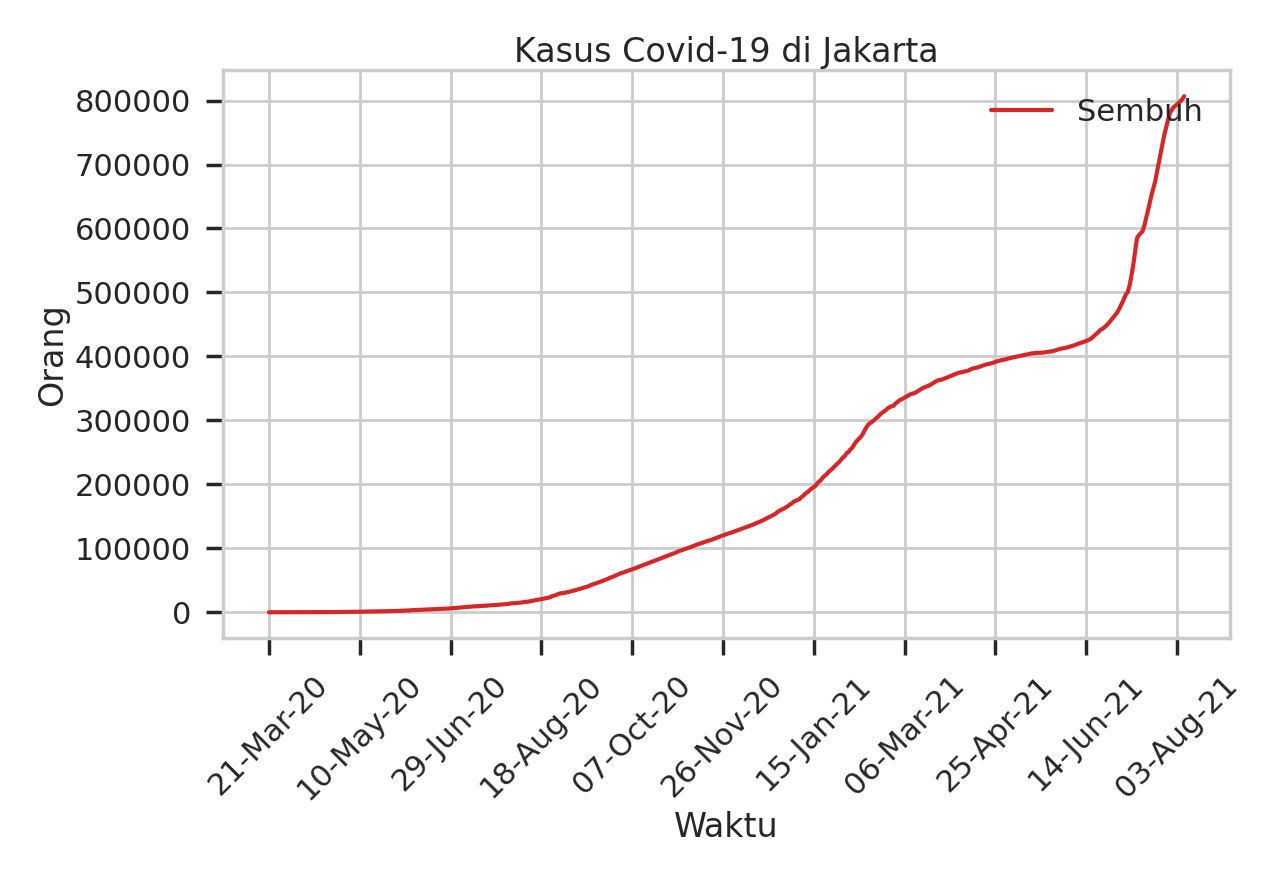 Kasus Covid-19 di Jakarta
Sembuh
Orang
800000
700000
600000
500000
400000
300000
200000
100000
0
21-Mar-20
10-May-20
29-Jun-20
18-Aug-20
07-Oct-20
26-Nov-20
15-Jan-21
06-Mar-21
25-Apr-21
14-Jun-21
03-Aug-21
Waktu